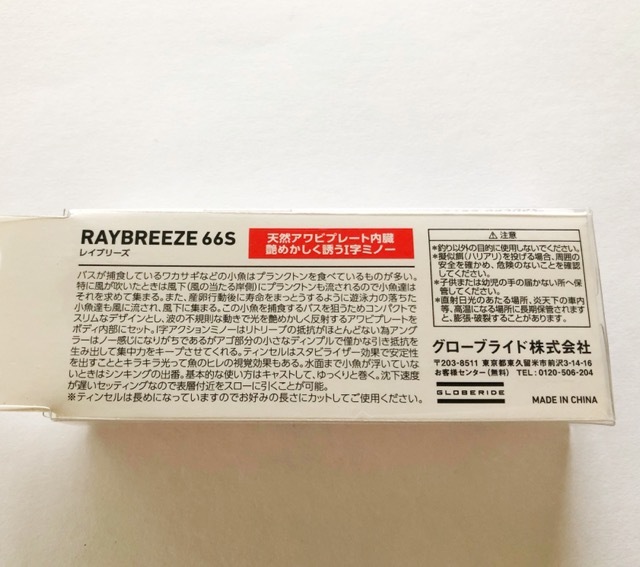 RAYBREEZE 66S
レイブリーズ
天然アワビプレート内臓
艶めかしく誘うI字ミノー
バスが捕食しているワカサギなどの小魚はプランクトンを食べているものが多い。
特に風が吹いたときは風下(風の当たる岸側)にプランクトンも流されるので小魚達は
それを求めて集まる。また、産卵行動後に寿命をまっとうするように遊泳力の落ちた
小魚達も風に流され、風下に集まる。この小魚を捕食するバスを狙うためコンパクトで
スリムなデザインとし、波の不規則な動きで光を艶めかしく反射するアワビプレートを
ボディ内部にセット。I字アクションミノーはリトリーブの抵抗がほとんどない為アング
ラーはノー感じになりがちであるがアゴ部分の小さなディンプルで僅かな引き抵抗を
生み出して集中力をキープさせてくれる。ティンセルはスタビライザー効果で安定性
を出すこととキラキラ光って魚のヒレの視覚効果もある。水面まで小魚が浮いていな
いときはシンキングの出番。基本的な使い方はキャストして、ゆっくりと巻く。沈下速度
が遅いセッティングなので表層付近をスローに引くことが可能。
※ティンセルは長めになっていますのでお好みの長さにカットしてご使用ください。
⚠注意
*釣り以外の目的に使用しないでください。
*擬似餌(バリアリ)を投げる場合、周囲の
安全を確かめ、危険のないことを確認
してください。
*子供または幼児の手の届かない所へ保
管してください。
*直射日光のあたる場所、炎天下の車内
等、高温になる場所に長期保管されます
と、膨張・破裂することがあります。
グローブライド株式会社
〒203-8511 東京都東久留米市前沢3-14-16
お客様センター(無料) TEL:0120-506-204
GLOBERIDE
MADE IN CHINA